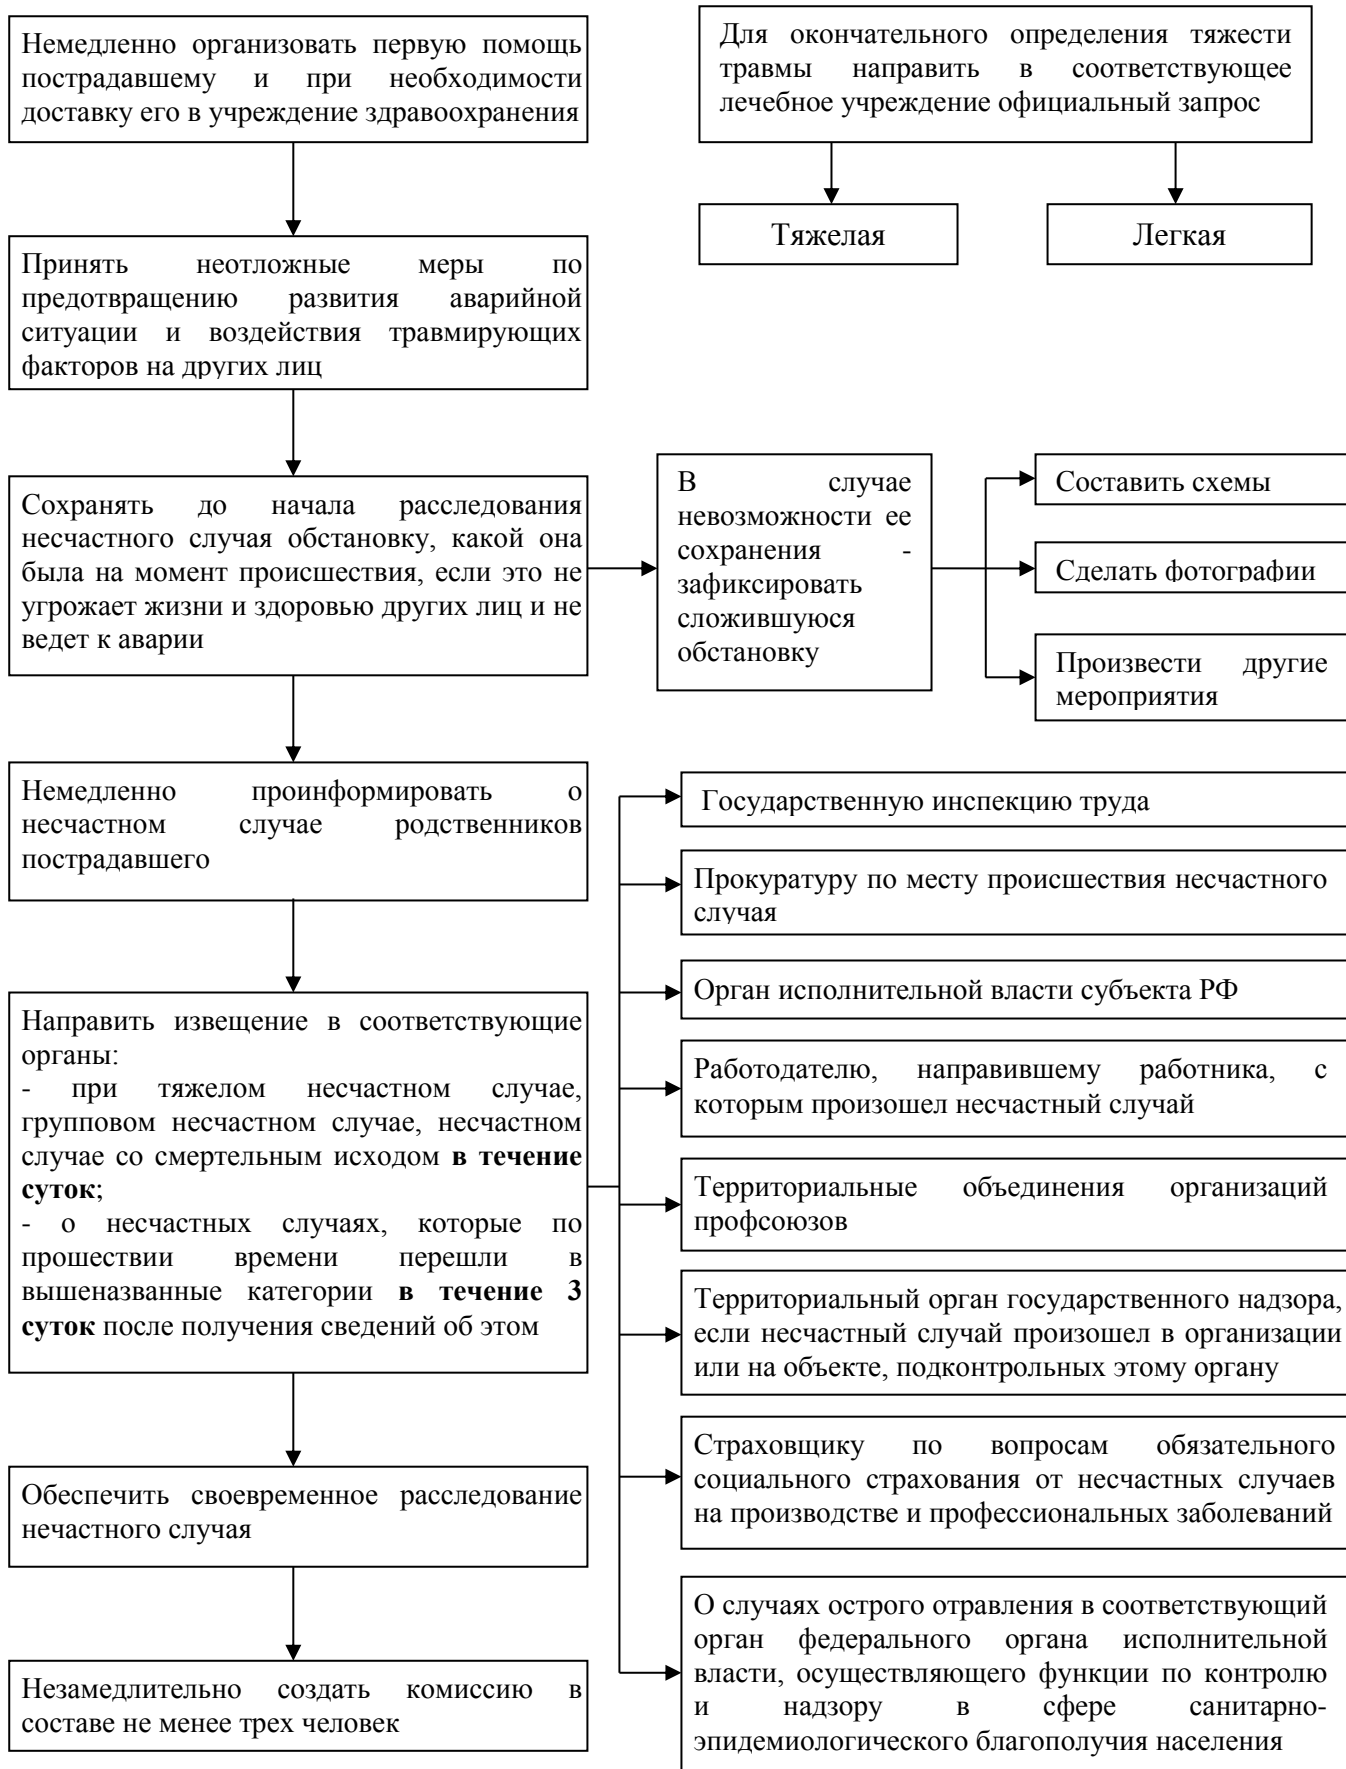 Немедленно организовать первую помощь
пострадавшему и при необходимости
доставку его в учреждение здравоохранения
Для окончательного определения тяжести
травмы направить в соответствующее
лечебное учреждение официальный запрос
Тяжелая
Легкая
Принять неотложные меры по
предотвращению развития аварийной
ситуации и воздействия травмирующих
факторов на других лиц
Сохранять до начала расследования
несчастного случая обстановку, какой она
была на момент происшествия, если это не
угрожает жизни и здоровью других лиц и не
ведет к аварии
В случае
невозможности ее
сохранения -
зафиксировать
сложившуюся
обстановку
Составить схемы
Сделать фотографии
Произвести другие
мероприятия
Немедленно проинформировать о
несчастном случае родственников
пострадавшего
Направить извещение в соответствующие
органы:
- при тяжелом несчастном случае,
групповом несчастном случае, несчастном
случае со смертельным исходом в течение
суток;
- о несчастных случаях, которые по
прошествии времени перешли в
вышеназванные категории в течение 3
суток после получения сведений об этом
Государственную инспекцию труда
Прокуратуру по месту происшествия несчастного
случая
Орган исполнительной власти субъекта РФ
Работодателю, направившему работника, с
которым произошел несчастный случай
Территориальные объединения организаций
профсоюзов
Территориальный орган государственного надзора,
если несчастный случай произошел в организации
или на объекте, подконтрольных этому органу
Страховщику по вопросам обязательного
социального страхования от несчастных случаев
на производстве и профессиональных заболеваний
О случаях острого отравления в соответствующий
орган федерального органа исполнительной
власти, осуществляющего функции по контролю
и надзору в сфере санитарно-
эпидемиологического благополучия населения
Обеспечить своевременное расследование
нечастного случая
Незамедлительно создать комиссию в
составе не менее трех человек